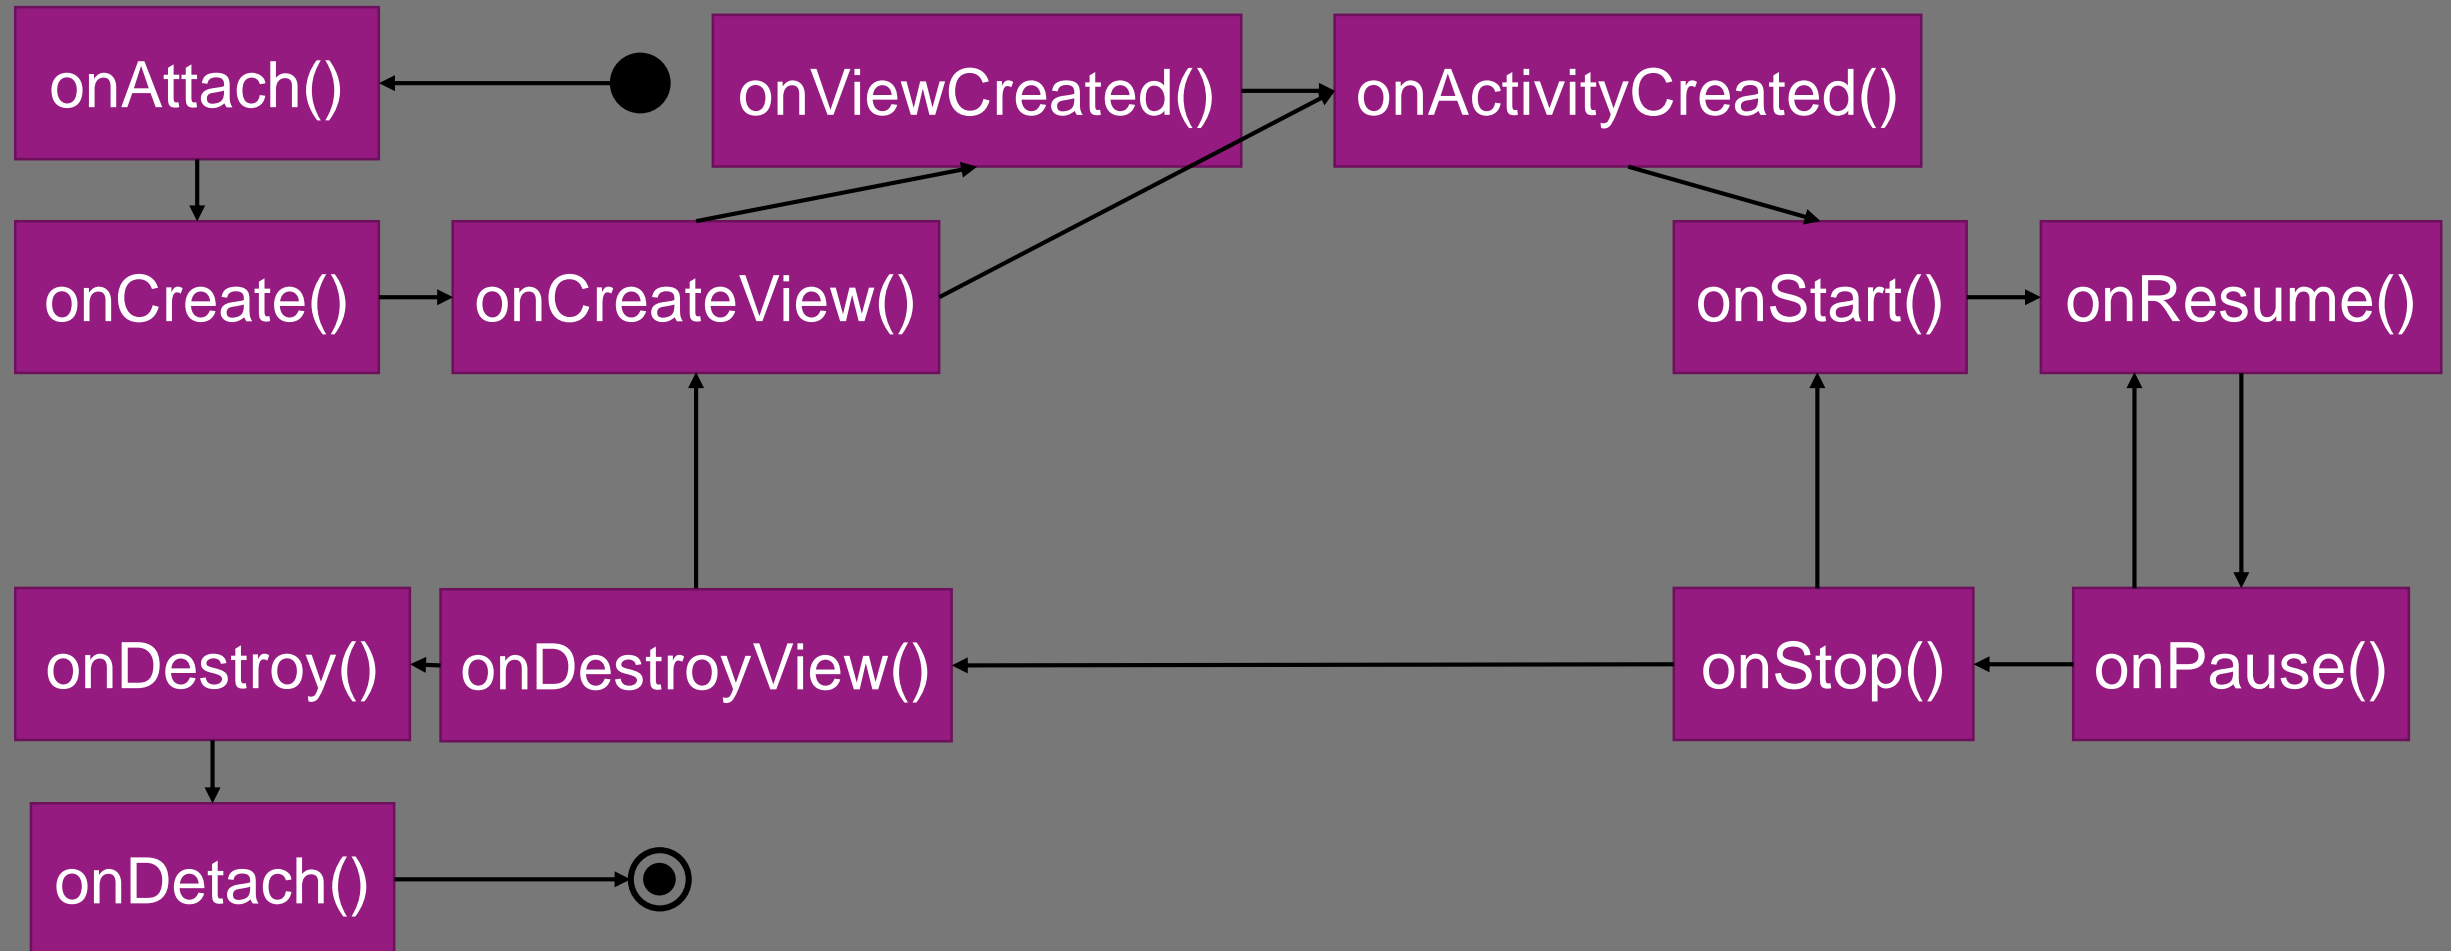 onAttach()
onViewCreated()
onActivityCreated()
onCreate()
onCreateView()
onStart()
onResume()
onDestroy()
onDestroyView()
onStop()
onPause()
onDetach()